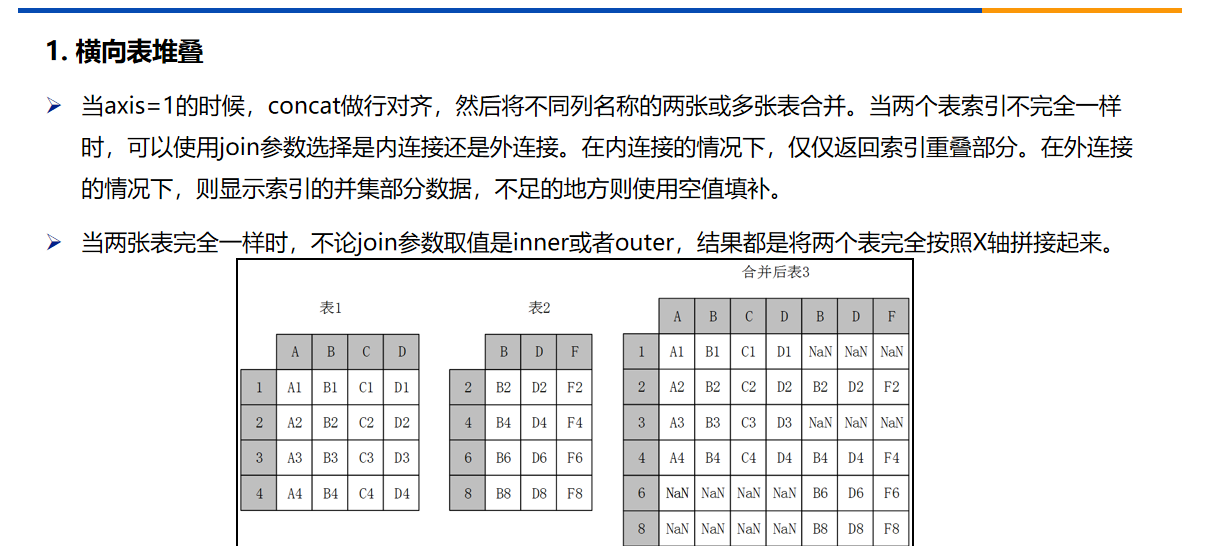 1. 横向表堆叠
当axis=1的时候，concat做行对齐，然后将不同列名称的两张或多张表合并。当两个表索引不完全一样
时，可以使用join参数选择是内连接还是外连接。在内连接的情况下，仅仅返回索引重叠部分。在外连接
的情况下，则显示索引的并集部分数据，不足的地方则使用空值填补。
当两张表完全一样时，不论join参数取值是inner或者outer，结果都是将两个表完全按照X轴拼接起来。
表1
A B C D
1 A1 B1 C1 D1
2 A2 B2 C2 D2
3 A3 B3 C3 D3
4 A4 B4 C4 D4
表2
B D F
2 B2 D2 F2
4 B4 D4 F4
6 B6 D6 F6
8 B8 D8 F8
合并后表3
A B C D B D F
1 A1 B1 C1 D1 NaN NaN NaN
2 A2 B2 C2 D2 B2 D2 F2
3 A3 B3 C3 D3 NaN NaN NaN
4 A4 B4 C4 D4 B4 D4 F4
6 NaN NaN NaN NaN B6 D6 F6
8 NaN NaN NaN NaN B8 D8 F8